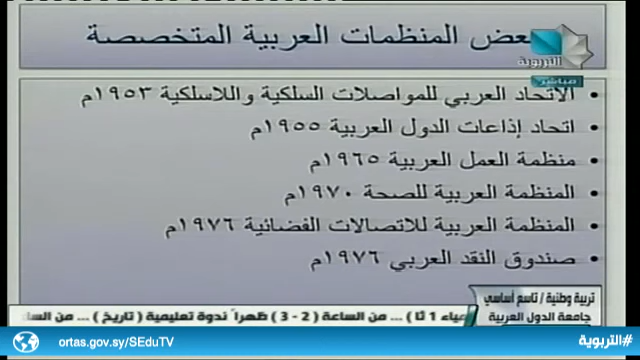 بعض المنظمات العربية المتخصصة
التربوية
مباشر
• الاتحاد العربي للمواصلات السلكية واللاسلكية ١٩٥٣م
• اتحاد إذاعات الدول العربية ١٩٥٥م
• منظمة العمل العربية ١٩٦٥م
• المنظمة العربية للصحة ١٩٧٠م
• المنظمة العربية للاتصالات الفضائية ١٩٧٦م
• صندوق النقد العربي ١٩٧٦م
تربية وطنية / تاسع أساسي
جامعة الدول العربية
1 ثا ) ... من الساعة ( 2 - 3 ) ظهراً ندوة تعليمية ( تاريخ ) ... من
#التربوية
ortas.gov.sy/SEduTV